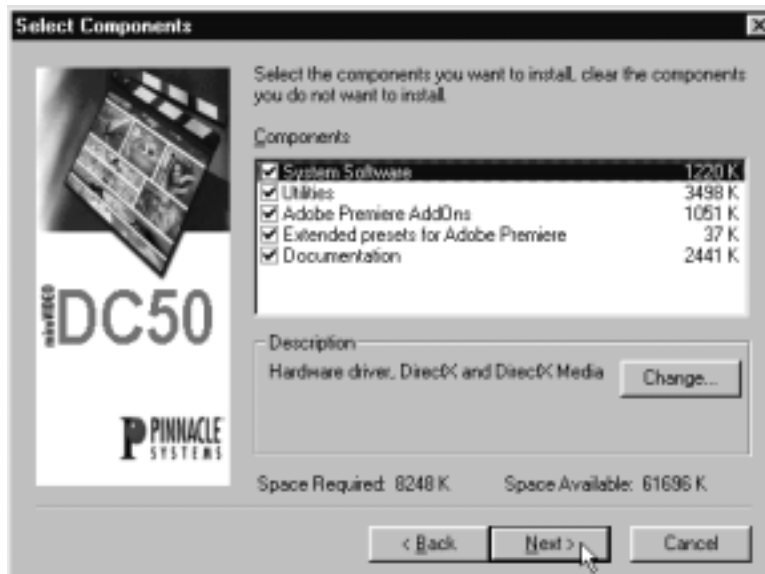 Select Components
Select the components you want to install, clear the components
you do not want to install.
Components
System Software 1220 K
Utilities 3498 K
Adobe Premiere AddOns 1051 K
Extended presets for Adobe Premiere 37 K
Documentation 2441 K
miroVIDEO
DC50
Description
Hardware driver, DirectX and DirectX Media
Change...
PINNACLE
SYSTEMS
Space Required: 8248 K
Space Available: 61696 K
< Back
Next >
Cancel